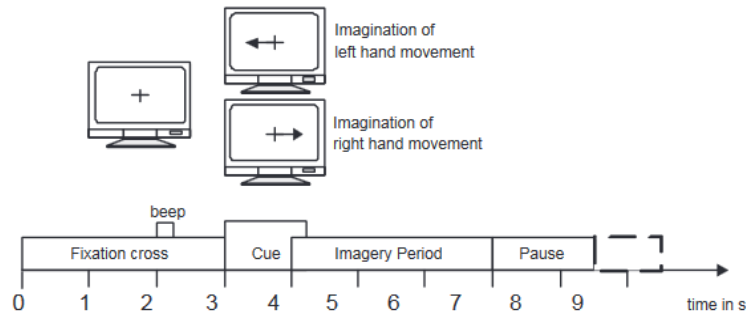 Imagination of
left hand movement
Imagination of
right hand movement
beep
Fixation cross
Cue
Imagery Period
Pause
0 1 2 3 4 5 6 7 8 9 time in s